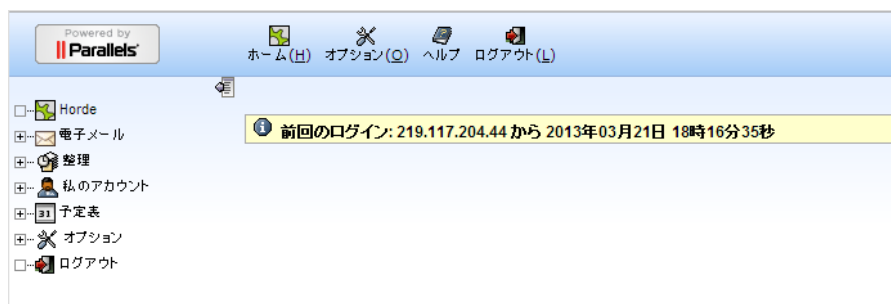 Powered by
Parallels
ホーム(H) オプション(O) ヘルプ ログアウト(L)
Horde
電子メール
整理
私のアカウント
31 予定表
オプション
ログアウト
前回のログイン: 219.117.204.44 から 2013年03月21日 18時16分35秒